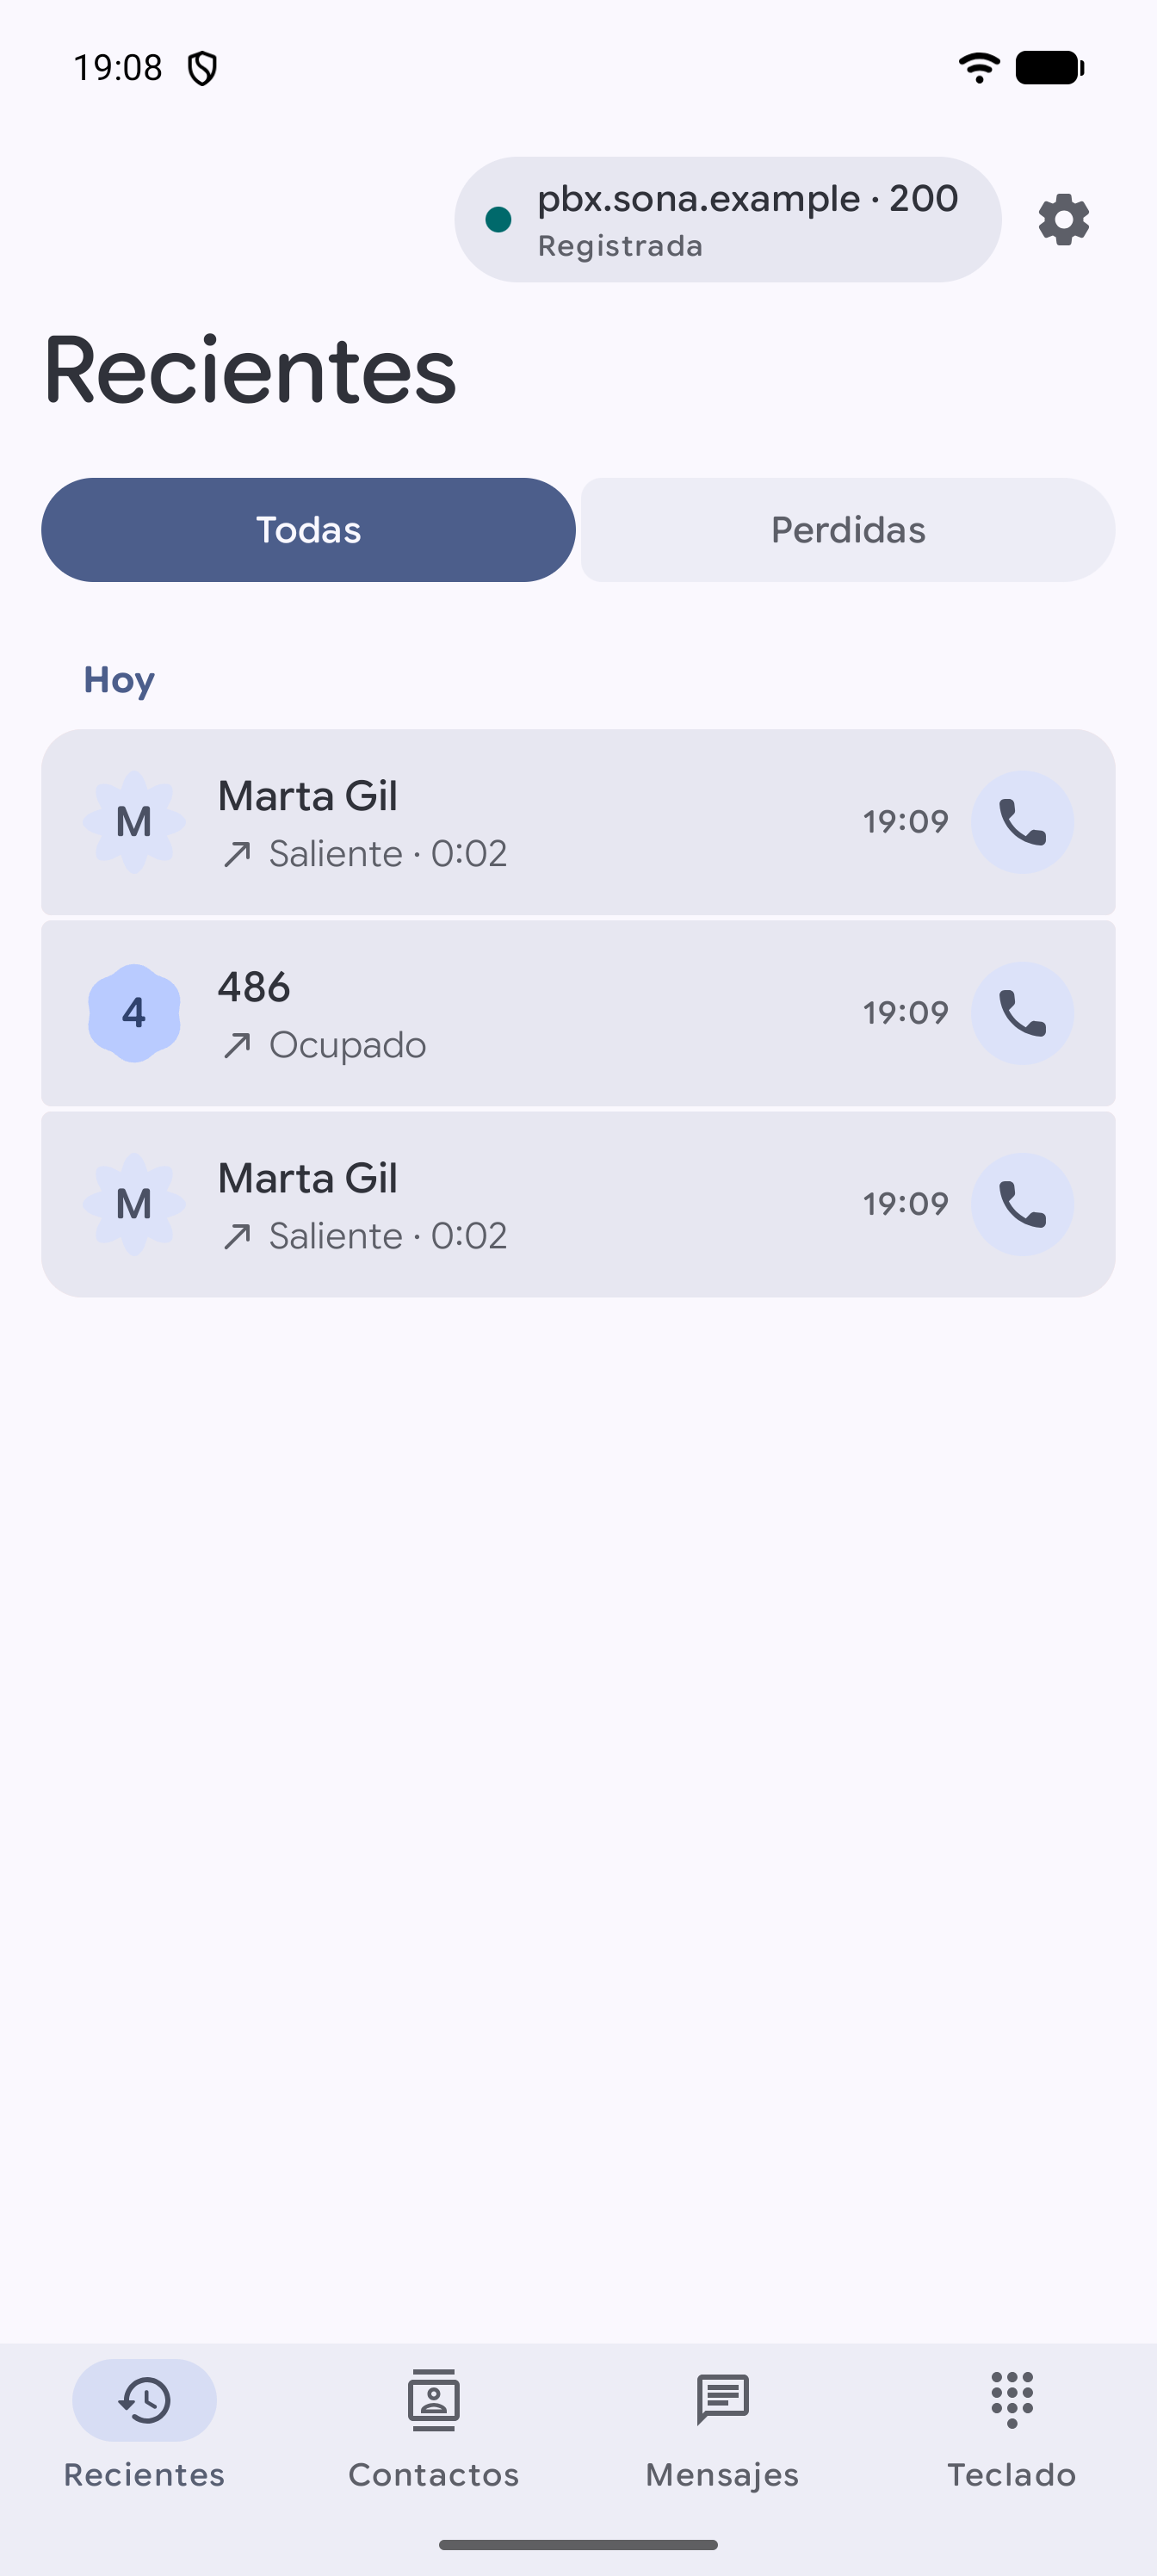 19:08
pbx.sona.example · 200
Registrada
Recientes
Todas
Perdidas
Hoy
M
Marta Gil
Saliente · 0:02
19:09
4
486
Ocupado
19:09
M
Marta Gil
Saliente · 0:02
19:09
Recientes
Contactos
Mensajes
Teclado